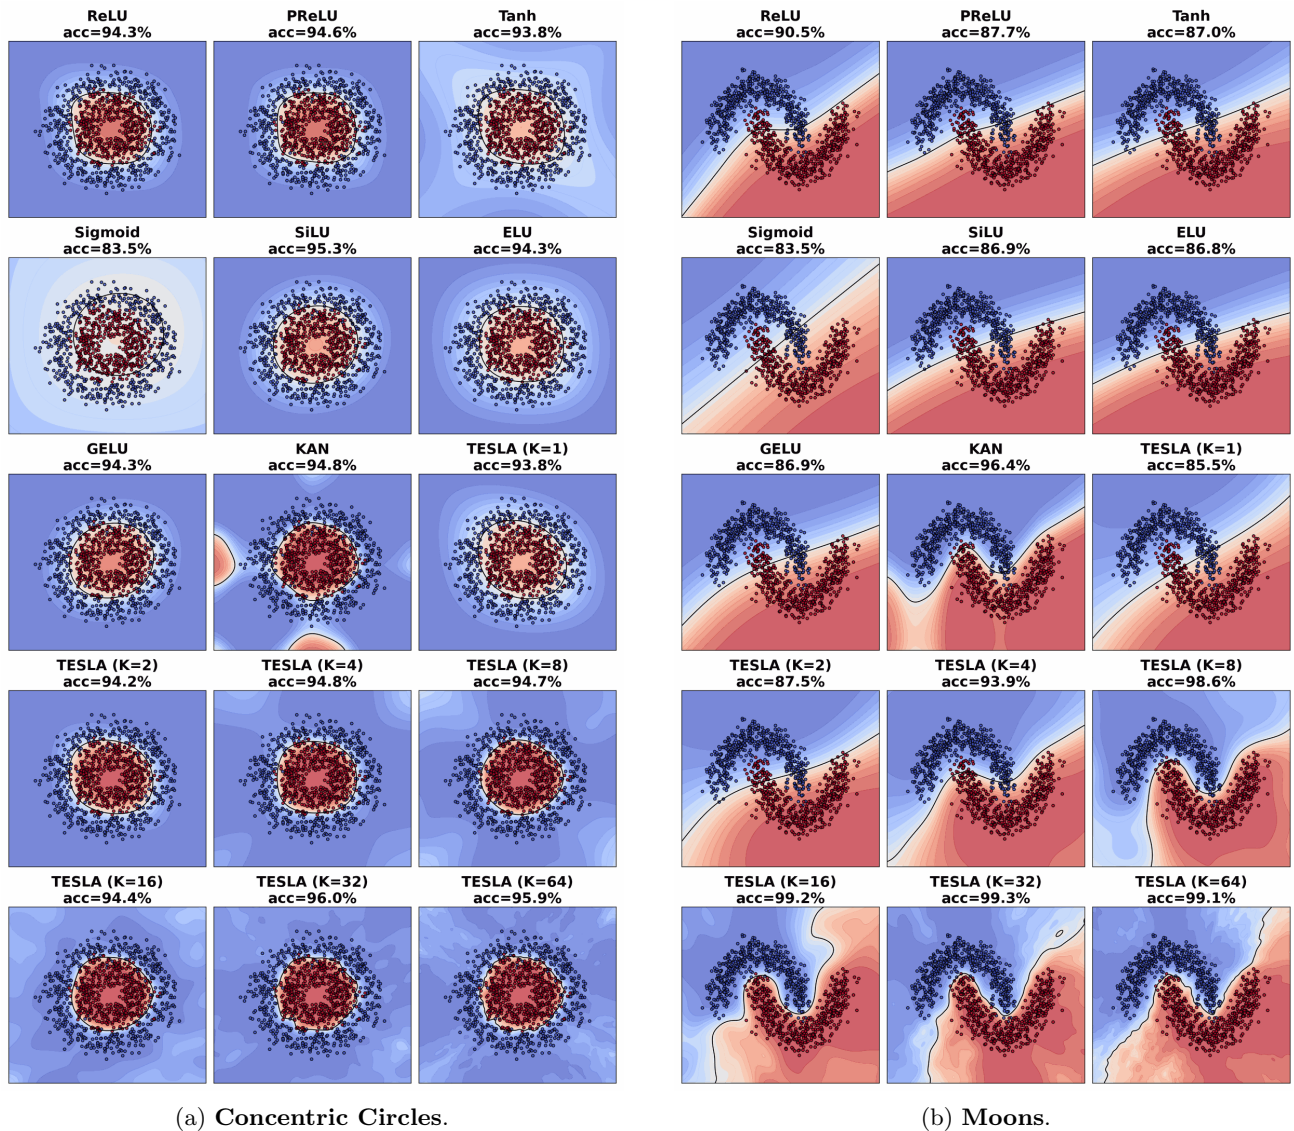 ReLU
acc=94.3%
PReLU
acc=94.6%
Tanh
acc=93.8%
Sigmoid
acc=83.5%
SiLU
acc=95.3%
ELU
acc=94.3%
GELU
acc=94.3%
KAN
acc=94.8%
TESLA (K=1)
acc=93.8%
TESLA (K=2)
acc=94.2%
TESLA (K=4)
acc=94.8%
TESLA (K=8)
acc=94.7%
TESLA (K=16)
acc=94.4%
TESLA (K=32)
acc=96.0%
TESLA (K=64)
acc=95.9%
(a) Concentric Circles.
ReLU
acc=90.5%
PReLU
acc=87.7%
Tanh
acc=87.0%
Sigmoid
acc=83.5%
SiLU
acc=86.9%
ELU
acc=86.8%
GELU
acc=86.9%
KAN
acc=96.4%
TESLA (K=1)
acc=85.5%
TESLA (K=2)
acc=87.5%
TESLA (K=4)
acc=93.9%
TESLA (K=8)
acc=98.6%
TESLA (K=16)
acc=99.2%
TESLA (K=32)
acc=99.3%
TESLA (K=64)
acc=99.1%
(b) Moons.